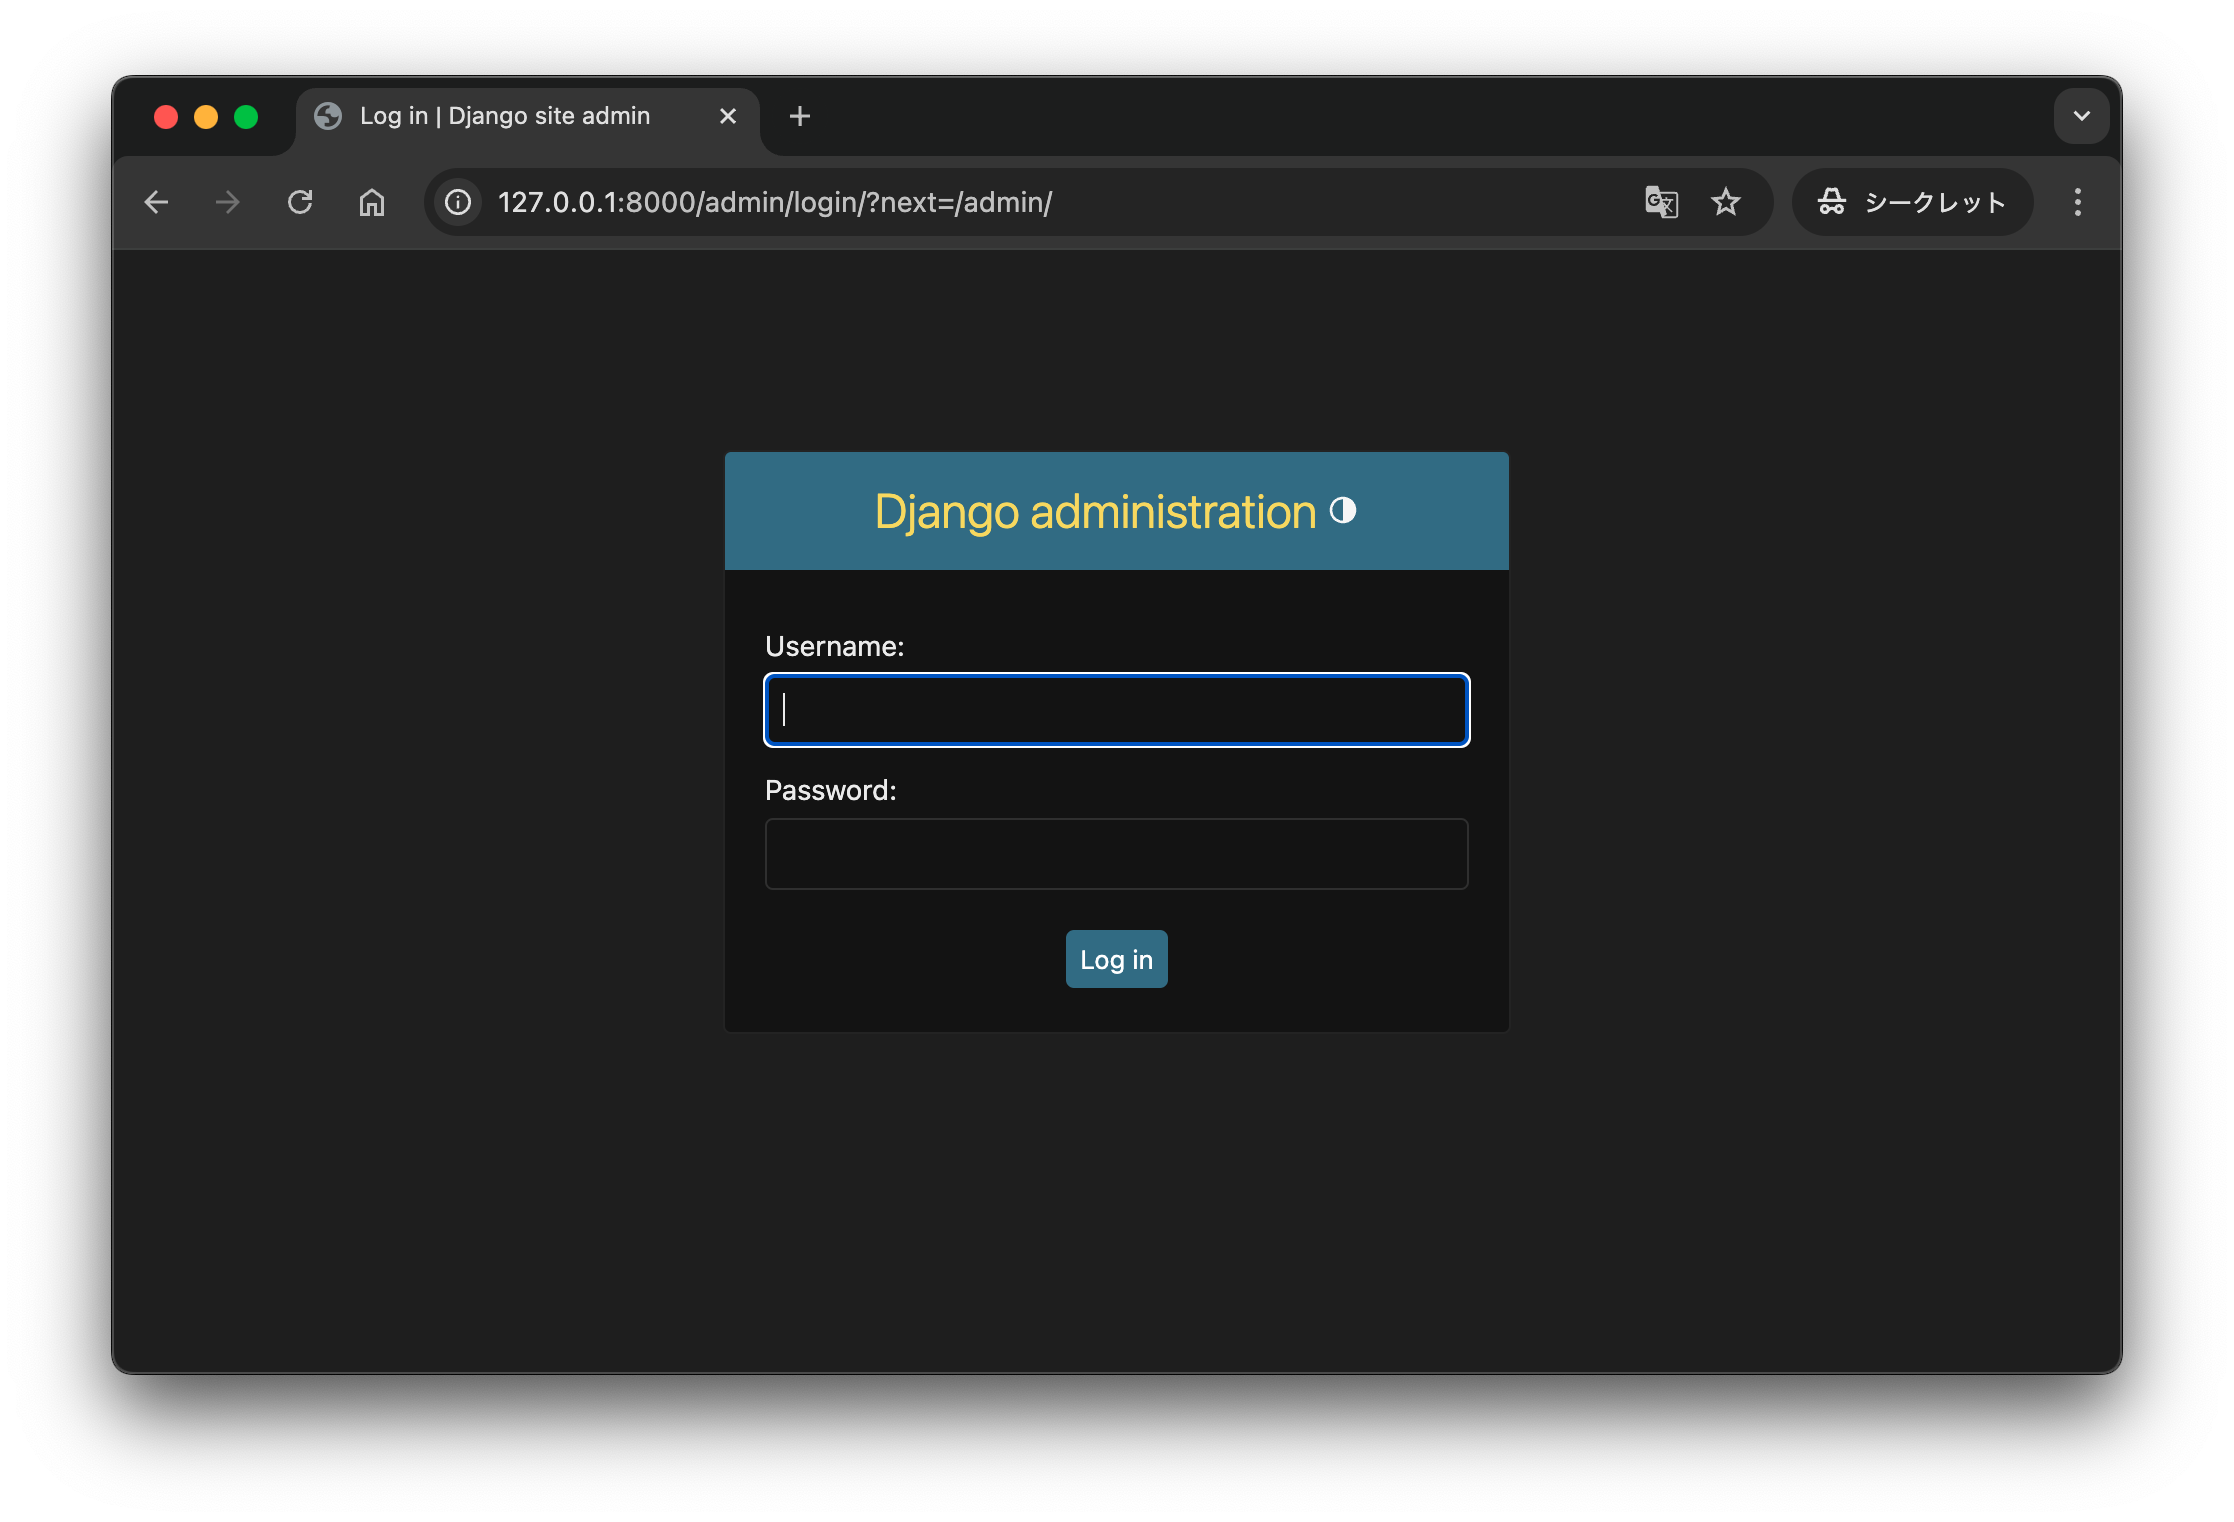 Log in | Django site admin
127.0.0.1:8000/admin/login/?next=/admin/
シークレット
Django administration
Username:
Password:
Log in